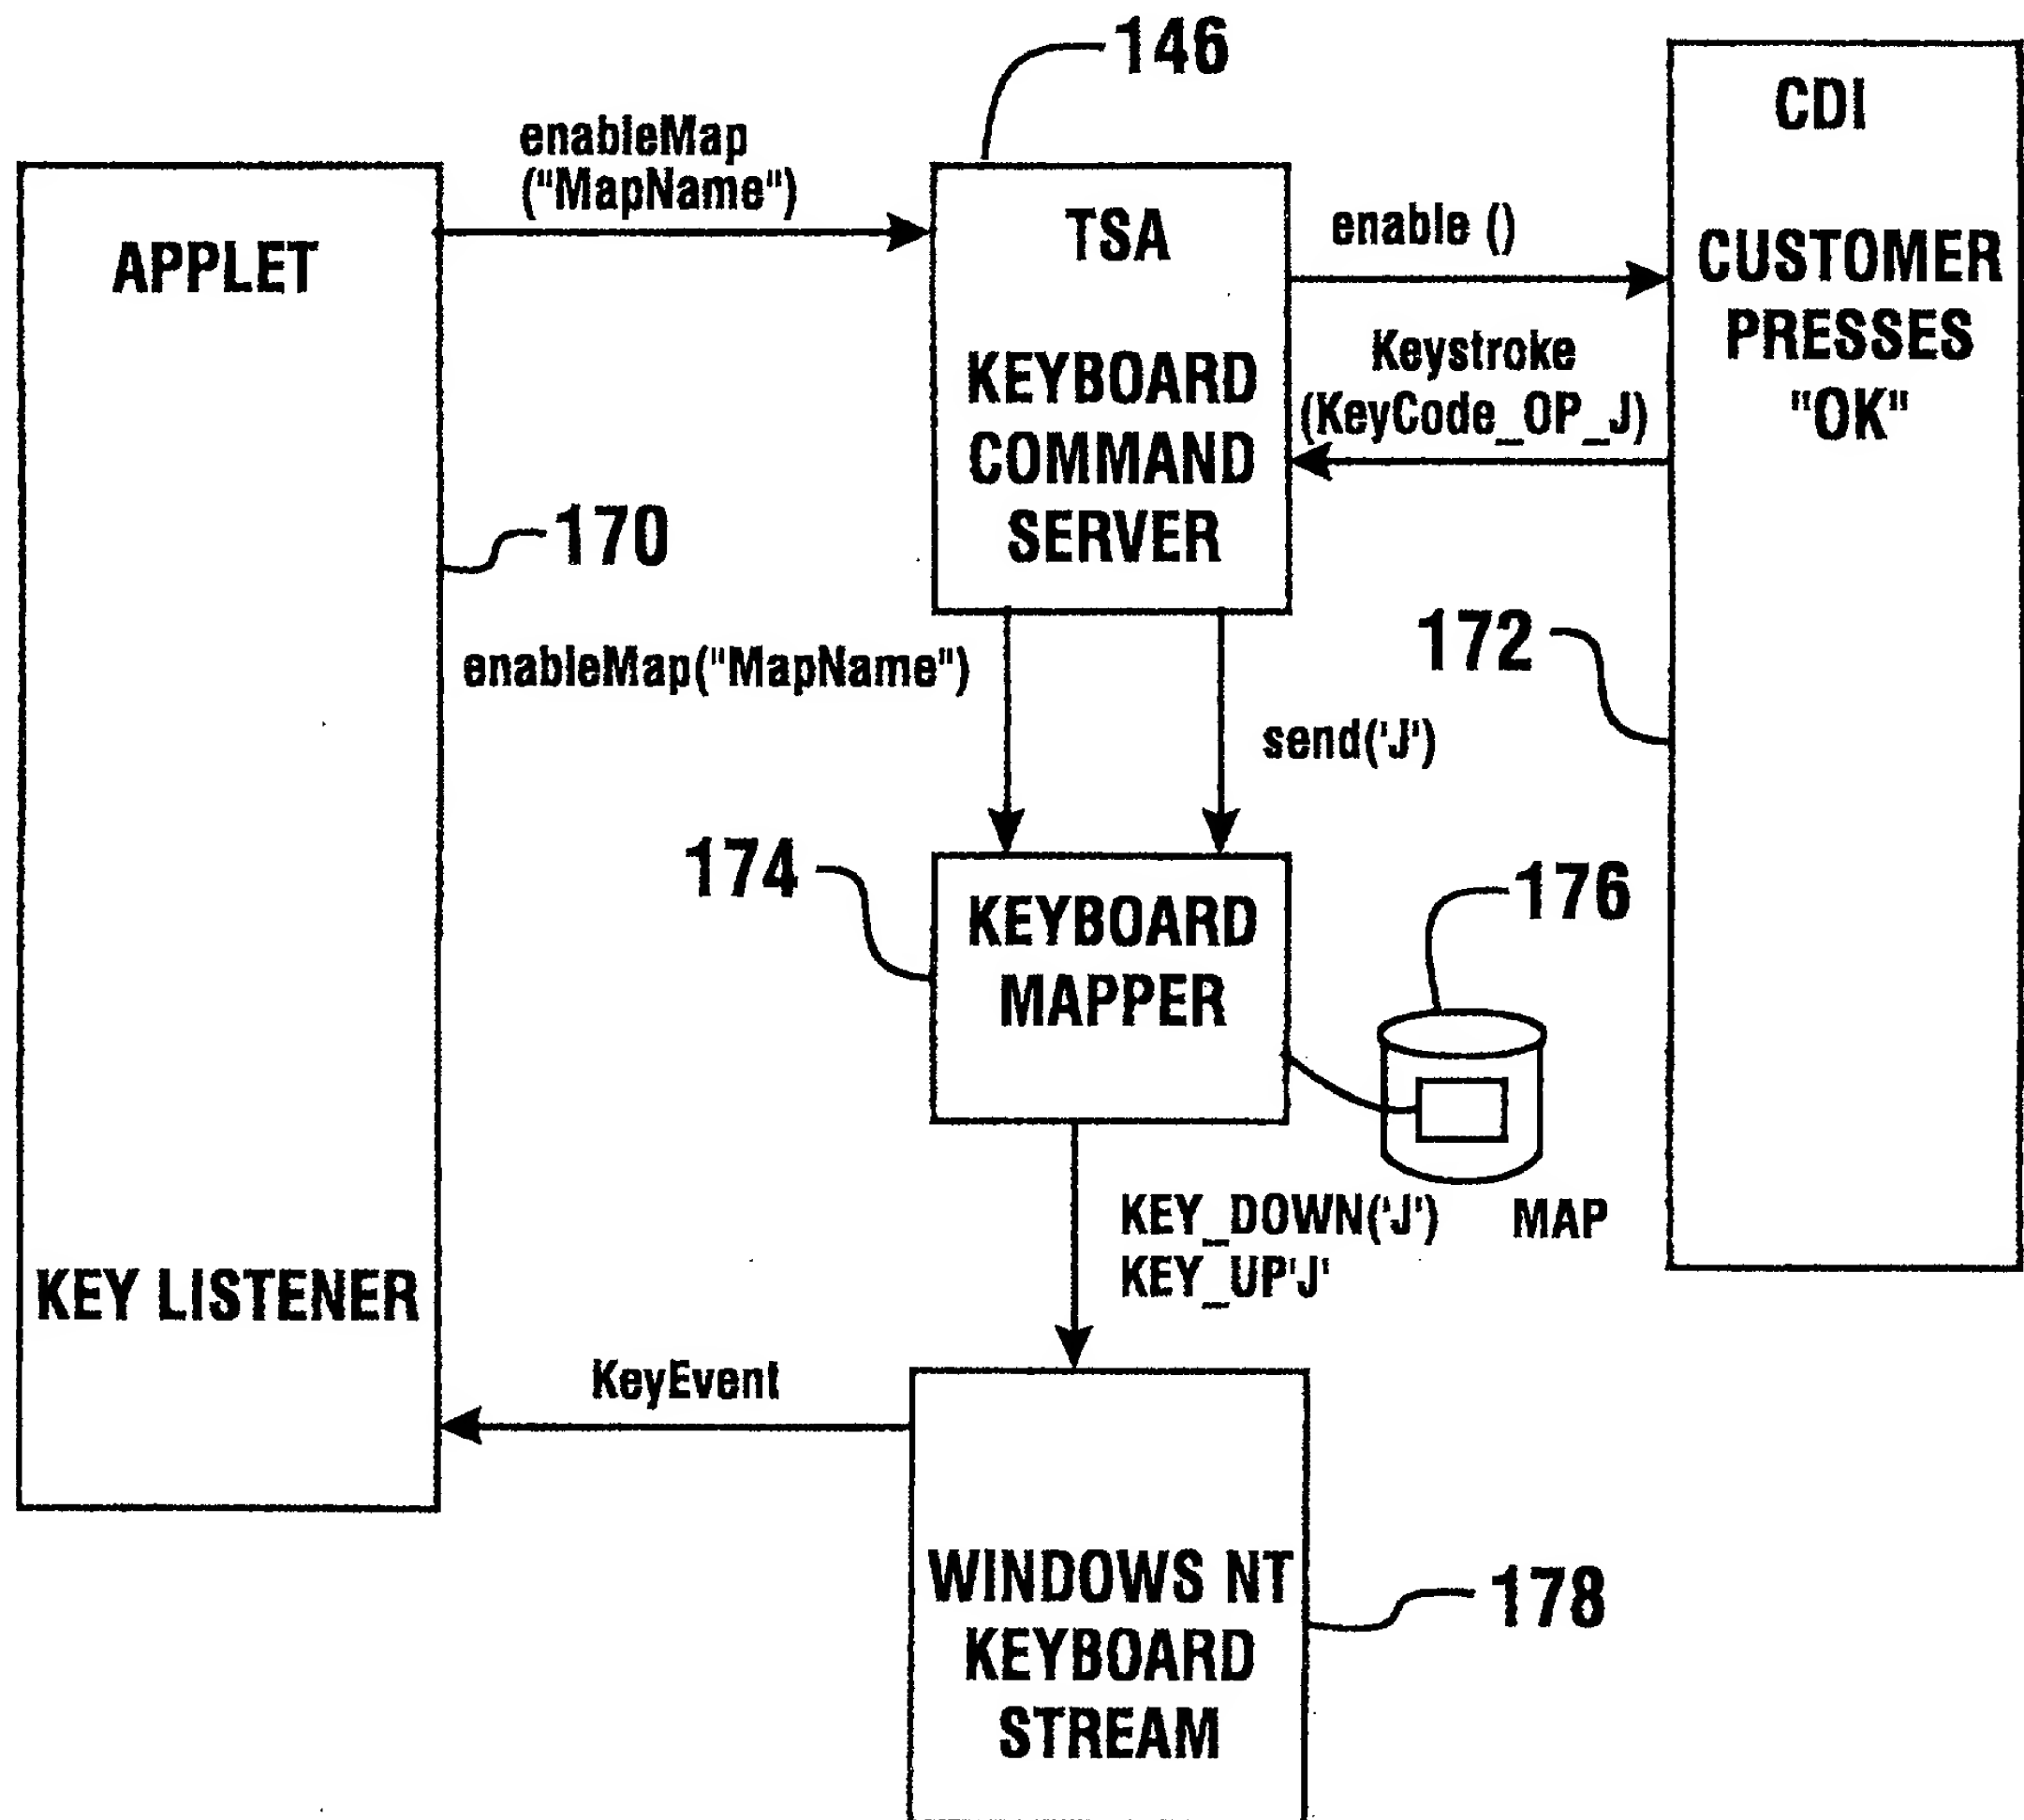 146
CDI
enableMap
("MapName")
APPLET
TSA
enable ()
CUSTOMER
PRESSES
"OK"
Keystroke
(KeyCode_OP_J)
KEYBOARD
COMMAND
SERVER
170
172
enableMap("MapName")
send('J')
174
KEYBOARD
MAPPER
176
KEY_DOWN('J')
KEY_UP'J'
MAP
KEY LISTENER
KeyEvent
WINDOWS NT
KEYBOARD
STREAM
178